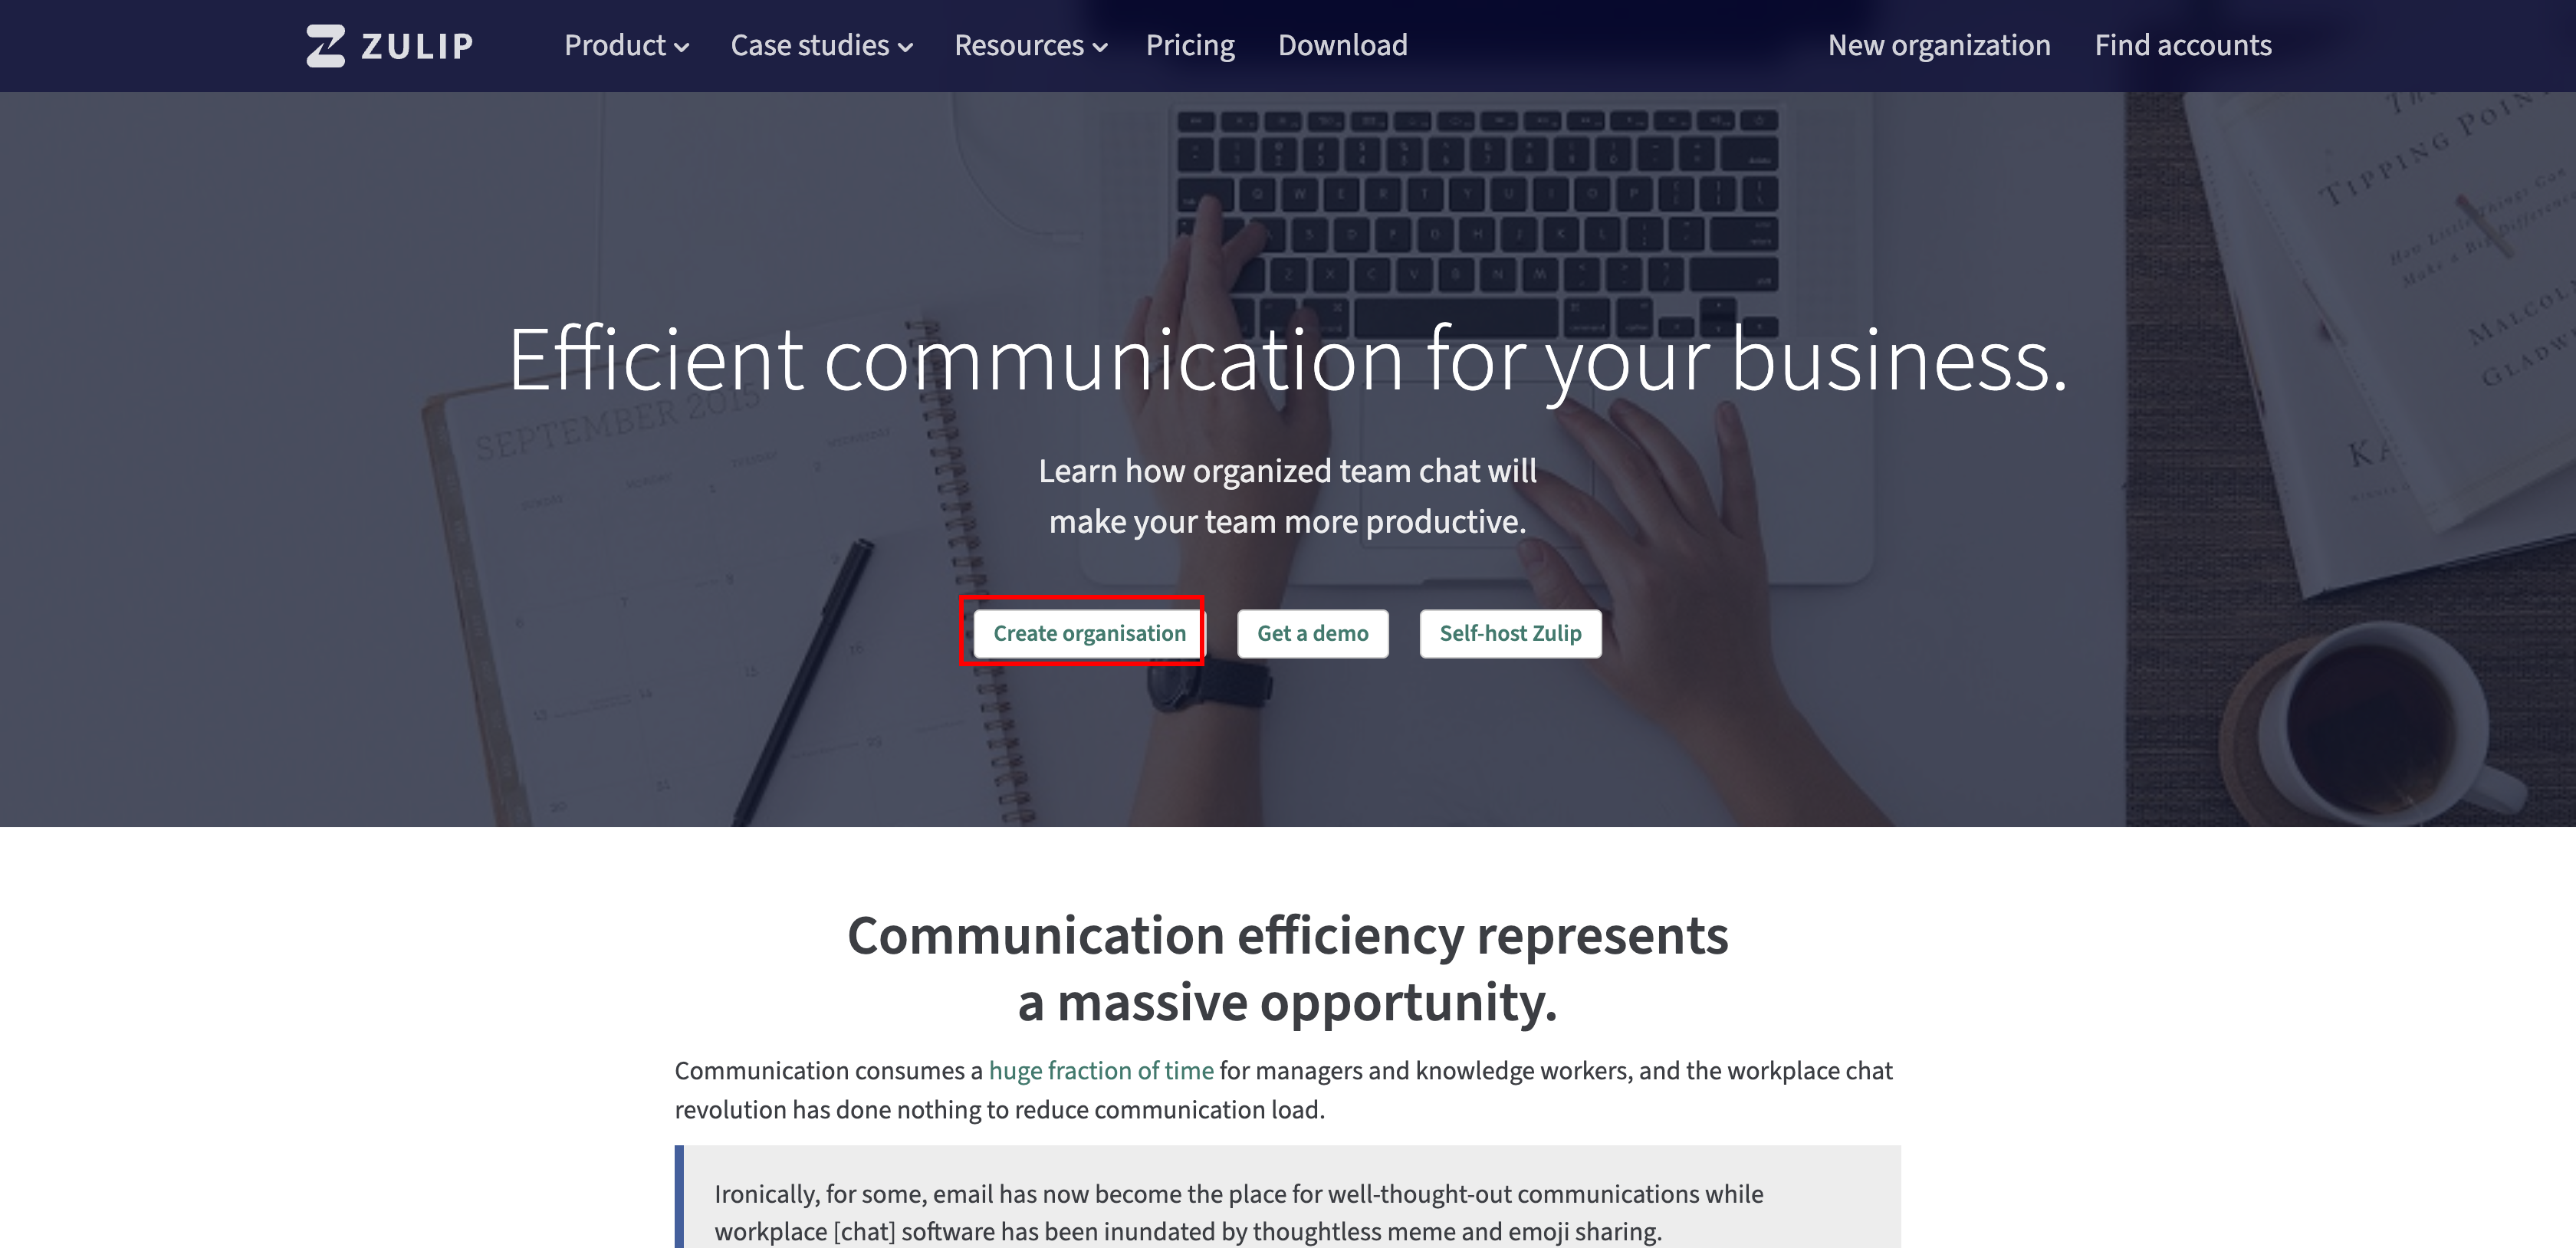 ZULIP Product Case studies Resources Pricing Download New organization Find accounts
Efficient communication for your business.
Learn how organized team chat will
make your team more productive.
Create organisation Get a demo Self-host Zulip
SEPTEMBER 2015
TIPPING POINT
Communication efficiency represents
a massive opportunity.
Communication consumes a huge fraction of time for managers and knowledge workers, and the workplace chat
revolution has done nothing to reduce communication load.
Ironically, for some, email has now become the place for well-thought-out communications while
workplace [chat] software has been inundated by thoughtless meme and emoji sharing.